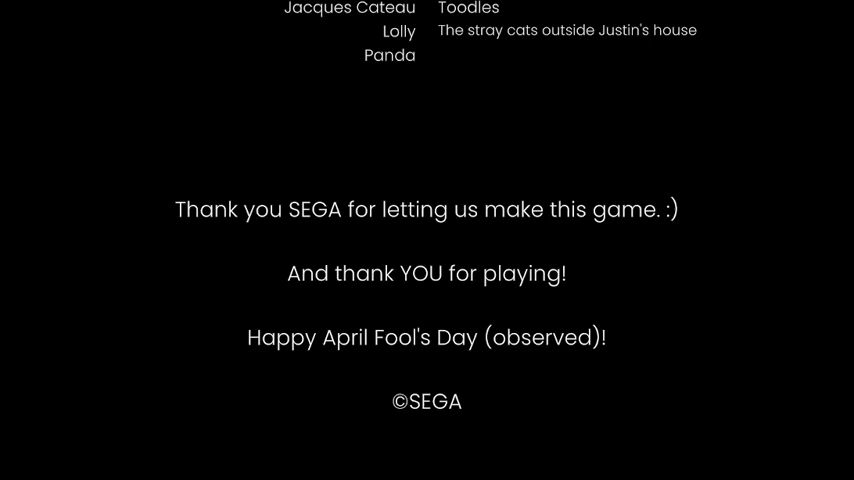 Jacques Cateau Toodles
Lolly The stray cats outside Justin's house
Panda
Thank you SEGA for letting us make this game. :)
And thank YOU for playing!
Happy April Fool's Day (observed)!
©SEGA